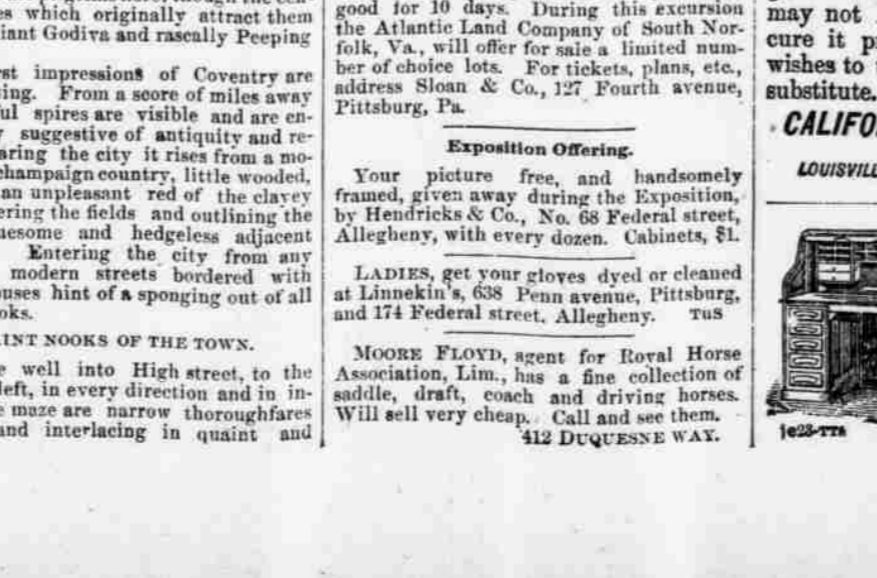 es which originally attract them
iant Godiva and rascally Peeping
rst impressions of Coventry are
ing. From a score of miles away
ful spires are visible and are en-
y suggestive of antiquity and re-
aring the city it rises from a mo-
champaign country, little wooded,
an unpleasant red of the clayey
ering the fields and outlining the
nesome and hedgeless adjacent
Entering the city from any
modern streets bordered with
ouses hint of a sponging out of all
oks.
INT NOOKS OF THE TOWN.
e well into High street, to the
left, in every direction and in in-
e maze are narrow thoroughfares
and interlacing in quaint and
good for 10 days. During this excursion
the Atlantic Land Company of South Nor-
folk, Va., will offer for sale a limited num-
ber of choice lots. For tickets, plans, etc.,
address Sloan & Co., 127 Fourth avenue,
Pittsburg, Pa.
Exposition Offering.
Your picture free, and handsomely
framed, given away during the Exposition,
by Hendricks & Co., No. 68 Federal street,
Allegheny, with every dozen. Cabinets, $1.
LADIES, get your gloves dyed or cleaned
at Linnekin's, 638 Penn avenue, Pittsburg,
and 174 Federal street, Allegheny. TuS
MOORE FLOYD, agent for Royal Horse
Association, Lim., has a fine collection of
saddle, draft, coach and driving horses.
Will sell very cheap. Call and see them.
412 DUQUESNE WAY.
may not
cure it p
wishes to
substitute.
CALIFO
LOUISVILL
je23-TTS